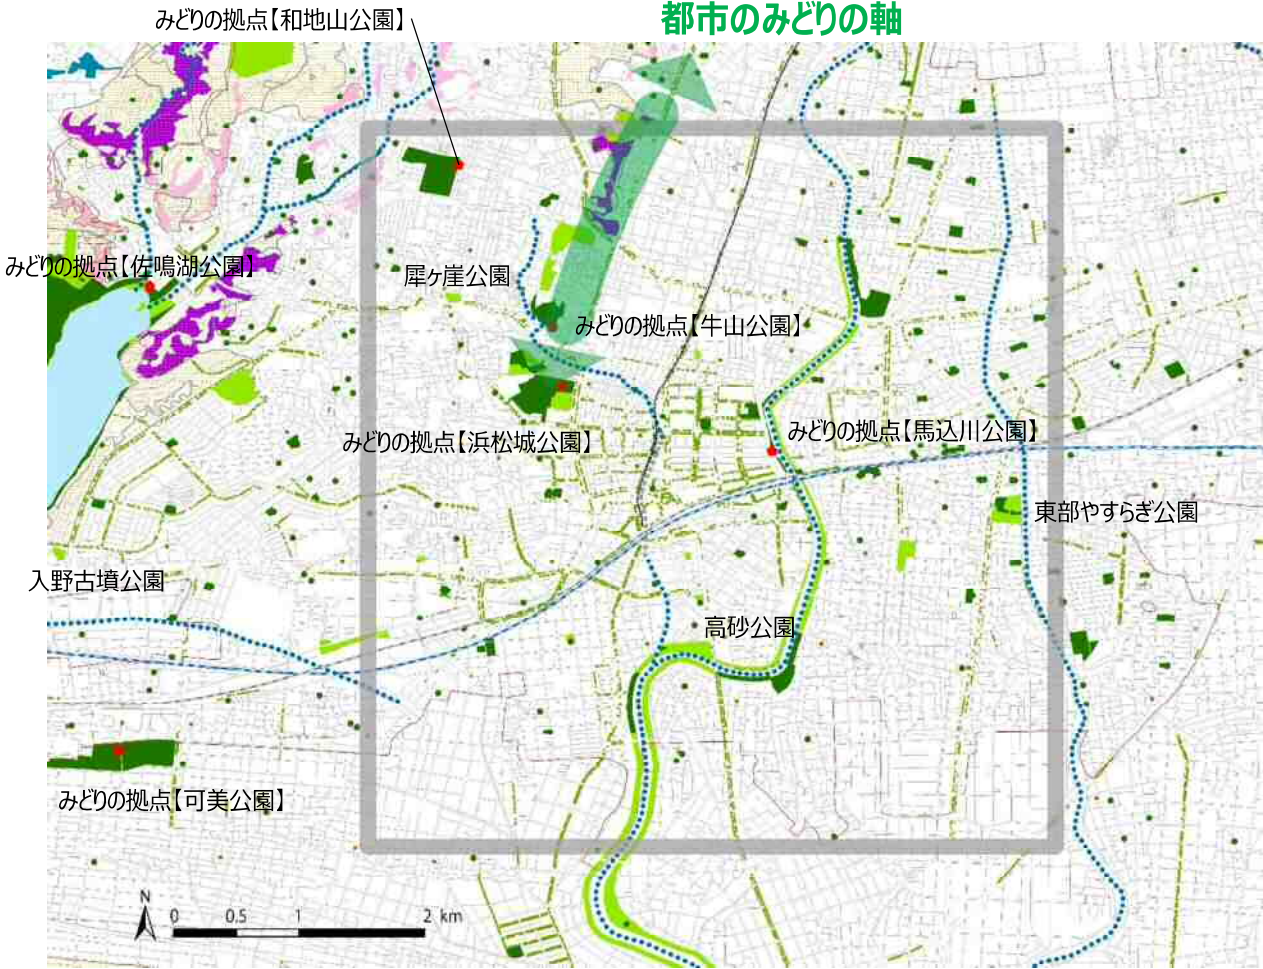 みどりの拠点【和地山公園】
都市のみどりの軸
みどりの拠点【佐鳴湖公園】
犀ヶ崖公園
みどりの拠点【牛山公園】
みどりの拠点【浜松城公園】
みどりの拠点【馬込川公園】
東部やすらぎ公園
入野古墳公園
高砂公園
みどりの拠点【可美公園】
N
0 0.5 1 2 km